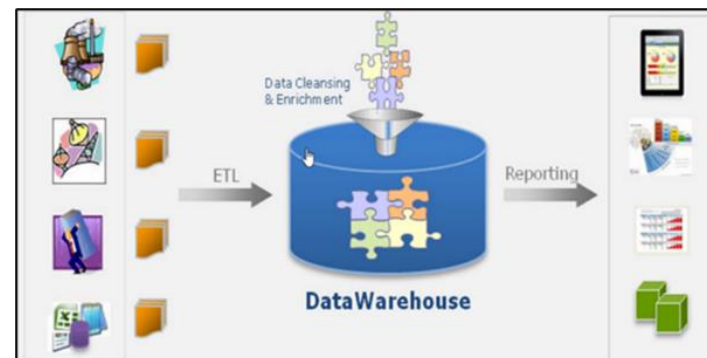 Data Cleansing
& Enrichment
ETL
Reporting
DataWarehouse